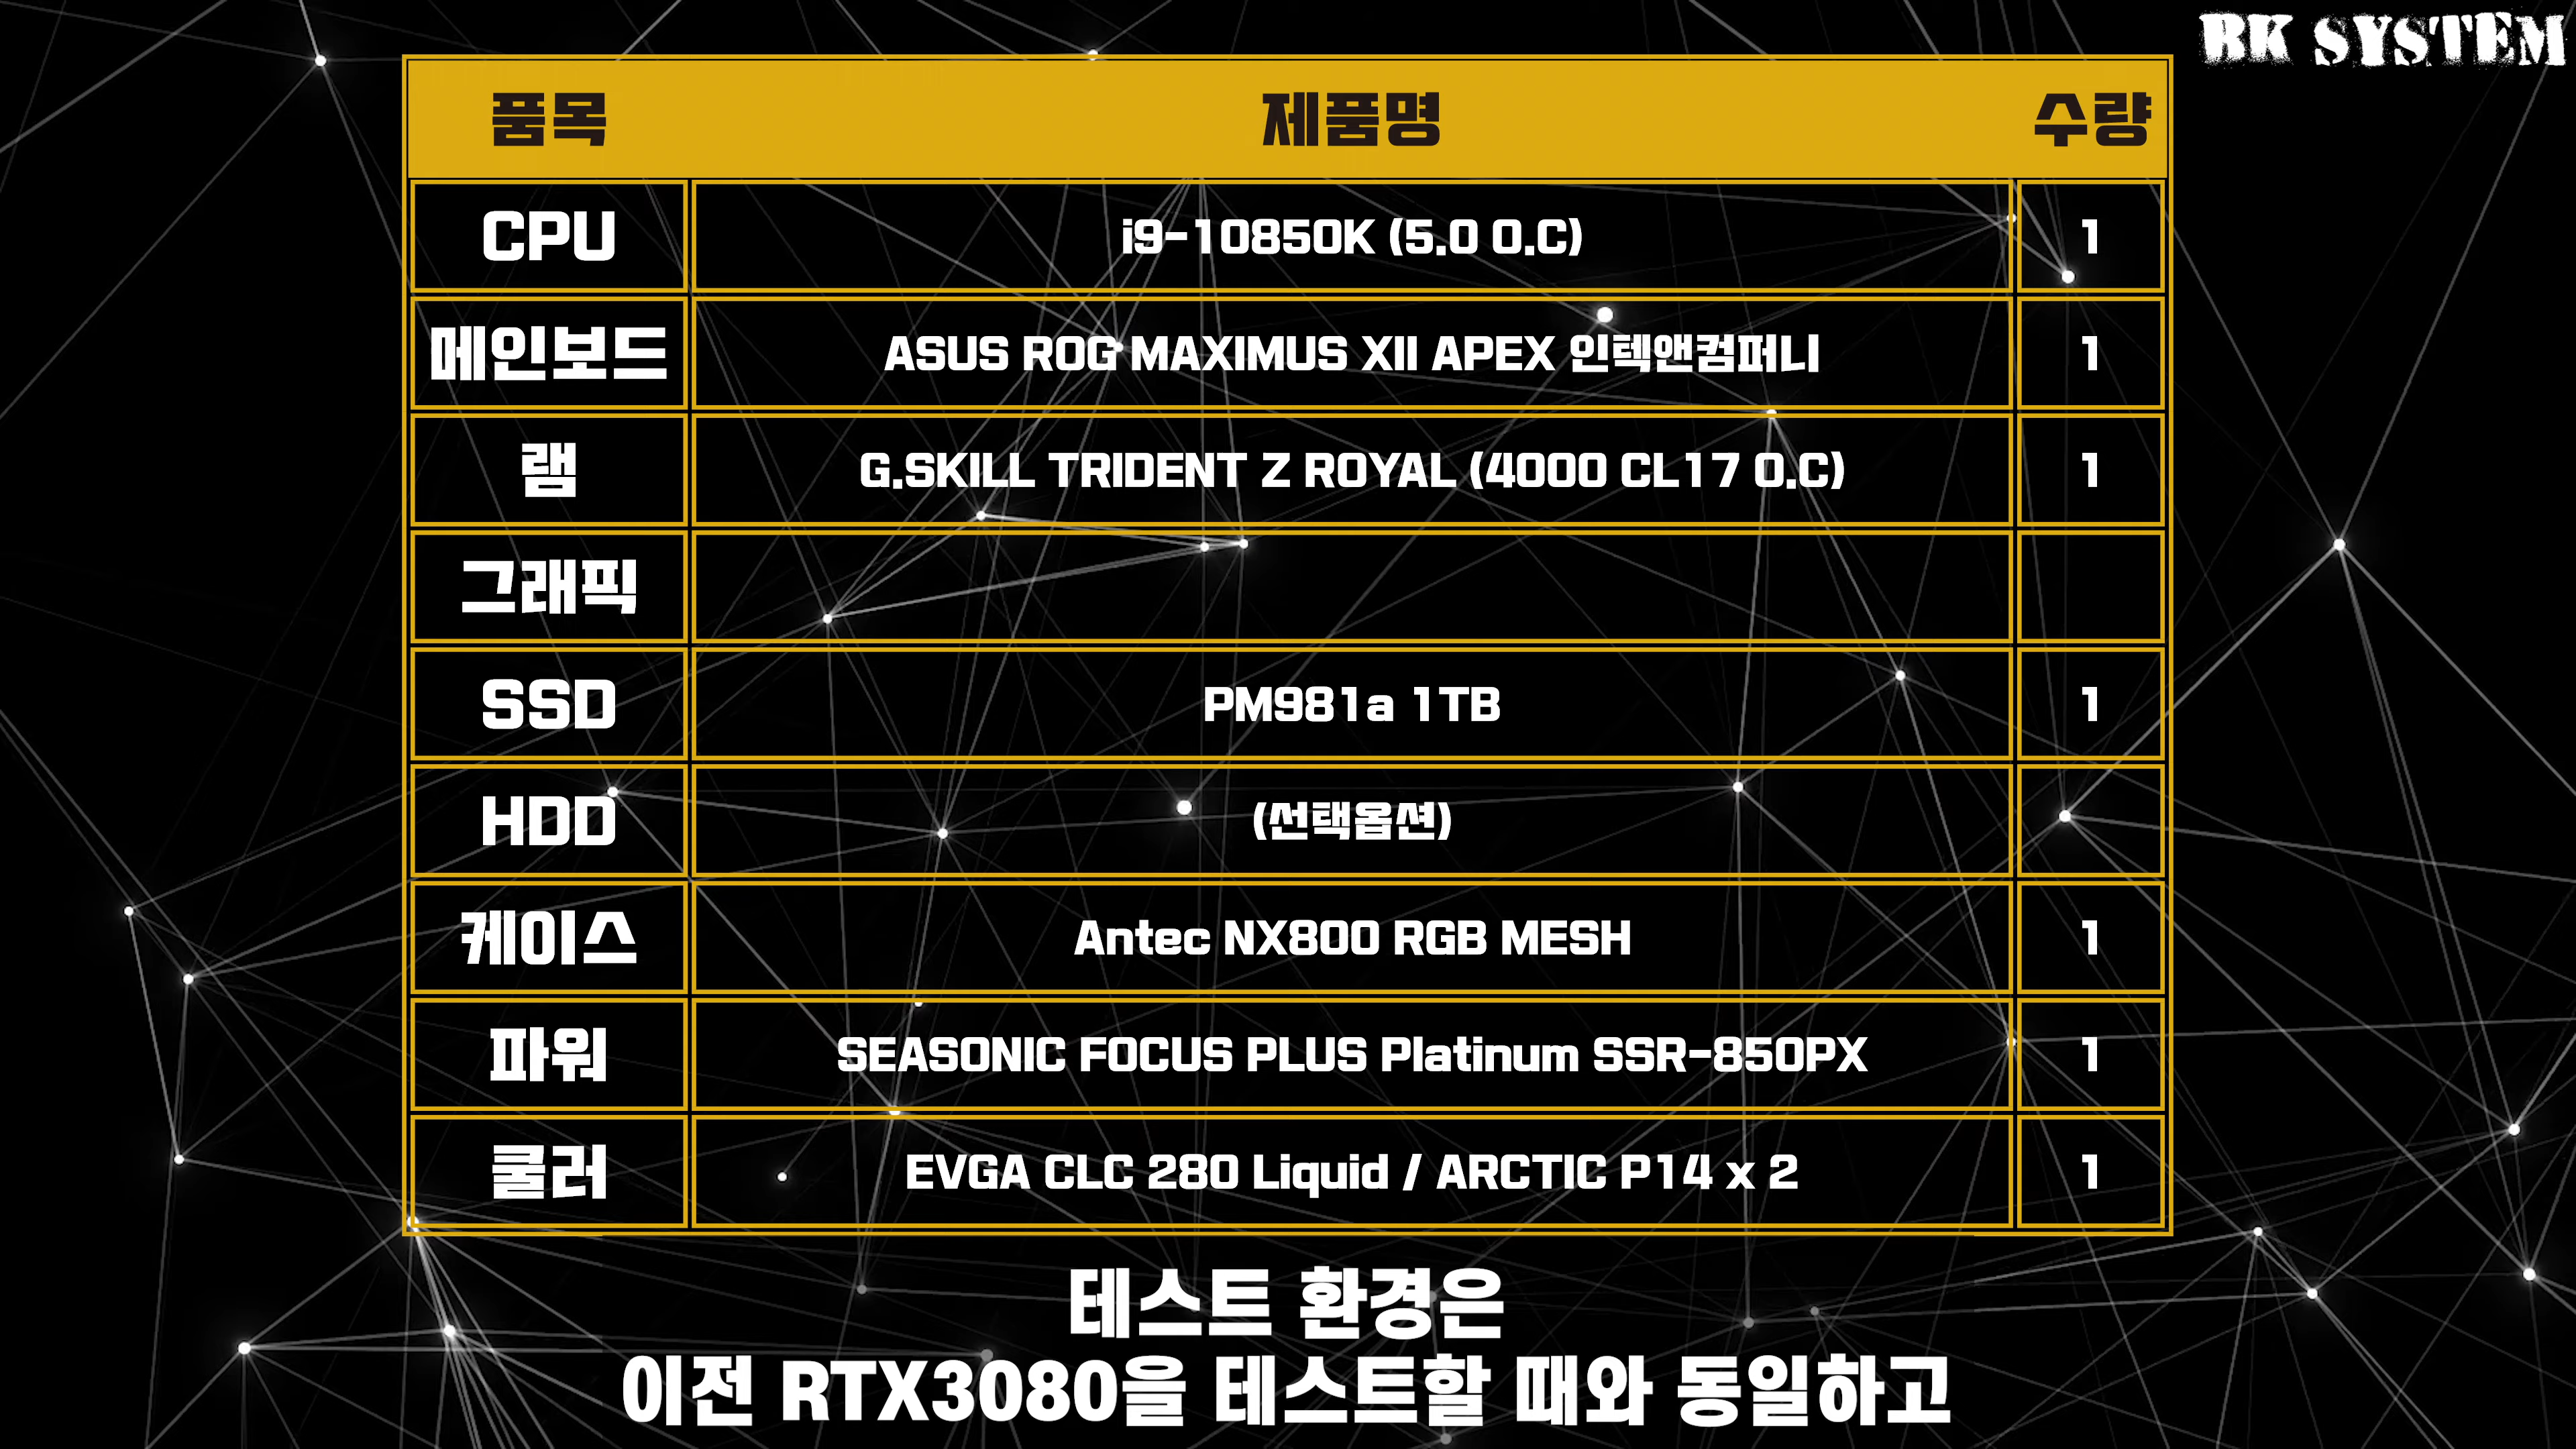 BK SYSTEM
품목 제품명 수량
CPU i9-10850K (5.0 O.C) 1
메인보드 ASUS ROG MAXIMUS XII APEX 인텍앤컴퍼니 1
램 G.SKILL TRIDENT Z ROYAL (4000 CL17 O.C) 1
그래픽
SSD PM981a 1TB 1
HDD (선택옵션)
케이스 Antec NX800 RGB MESH 1
파워 SEASONIC FOCUS PLUS Platinum SSR-850PX 1
쿨러 EVGA CLC 280 Liquid / ARCTIC P14 x 2 1
테스트 환경은
이전 RTX3080을 테스트할 때와 동일하고